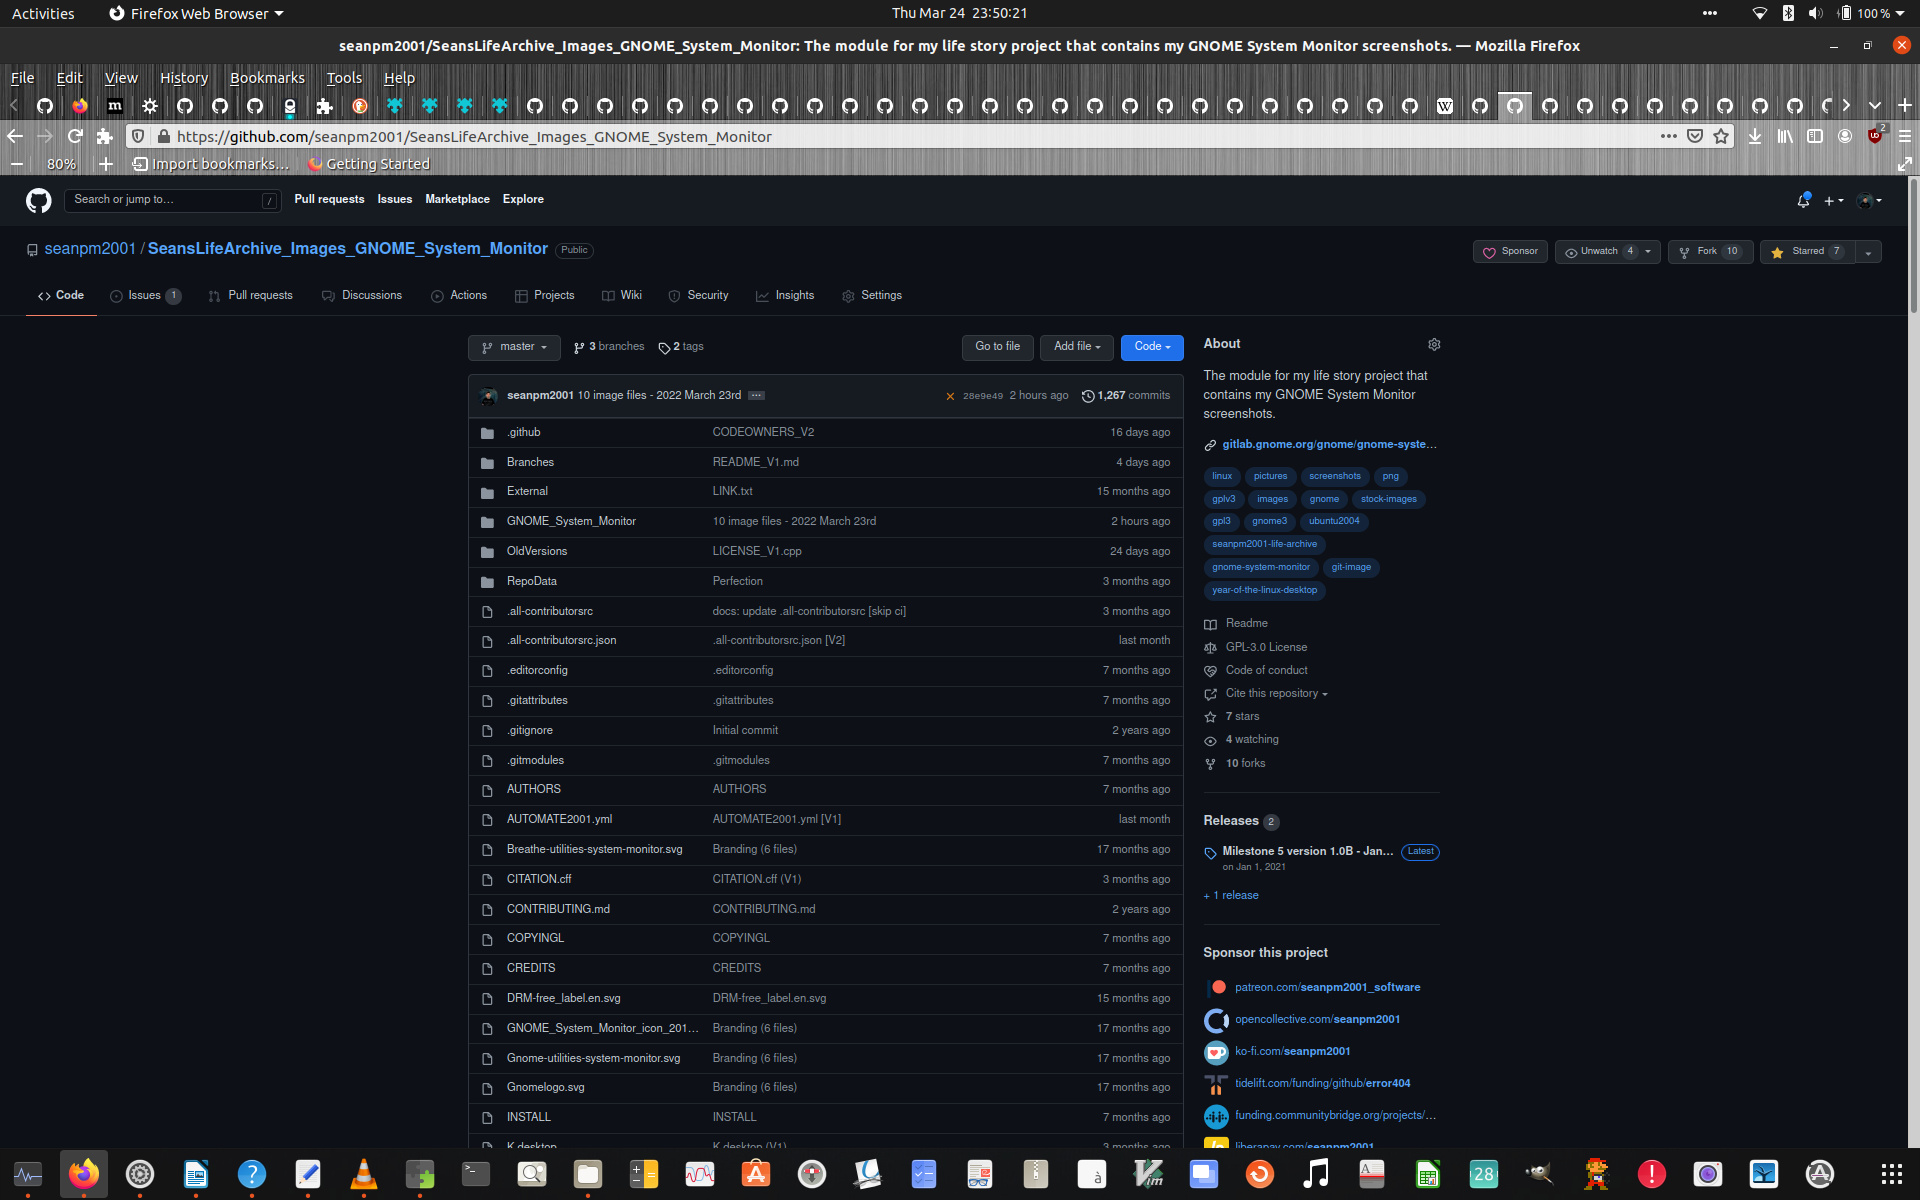 Activities Firefox Web Browser Thu Mar 24 23:50:21 100 %
seanpm2001/SeansLifeArchive_Images_GNOME_System_Monitor: The module for my life story project that contains my GNOME System Monitor screenshots. — Mozilla Firefox
File Edit View History Bookmarks Tools Help
https://github.com/seanpm2001/SeansLifeArchive_Images_GNOME_System_Monitor 2
80% Import bookmarks... Getting Started
Search or jump to... / Pull requests Issues Marketplace Explore
seanpm2001 / SeansLifeArchive_Images_GNOME_System_Monitor Public Sponsor Unwatch 4 Fork 10 Starred 7
Code Issues 1 Pull requests Discussions Actions Projects Wiki Security Insights Settings
master 3 branches 2 tags Go to file Add file Code
seanpm2001 10 image files - 2022 March 23rd ... 28e9e49 2 hours ago 1,267 commits
.github CODEOWNERS_V2 16 days ago
Branches README_V1.md 4 days ago
External LINK.txt 15 months ago
GNOME_System_Monitor 10 image files - 2022 March 23rd 2 hours ago
OldVersions LICENSE_V1.cpp 24 days ago
RepoData Perfection 3 months ago
.all-contributorsrc docs: update .all-contributorsrc [skip ci] 3 months ago
.all-contributorsrc.json .all-contributorsrc.json [V2] last month
.editorconfig .editorconfig 7 months ago
.gitattributes .gitattributes 7 months ago
.gitignore Initial commit 2 years ago
.gitmodules .gitmodules 7 months ago
AUTHORS AUTHORS 7 months ago
AUTOMATE2001.yml AUTOMATE2001.yml [V1] last month
Breathe-utilities-system-monitor.svg Branding (6 files) 17 months ago
CITATION.cff CITATION.cff (V1) 3 months ago
CONTRIBUTING.md CONTRIBUTING.md 2 years ago
COPYINGL COPYINGL 7 months ago
CREDITS CREDITS 7 months ago
DRM-free_label.en.svg DRM-free_label.en.svg 15 months ago
GNOME_System_Monitor_icon_201... Branding (6 files) 17 months ago
Gnome-utilities-system-monitor.svg Branding (6 files) 17 months ago
Gnomelogo.svg Branding (6 files) 17 months ago
INSTALL INSTALL 7 months ago
K.desktop K.desktop (V1) 3 months ago
About
The module for my life story project that
contains my GNOME System Monitor
screenshots.
gitlab.gnome.org/gnome/gnome-syste...
linux pictures screenshots png
gplv3 images gnome stock-images
gpl3 gnome3 ubuntu2004
seanpm2001-life-archive
gnome-system-monitor git-image
year-of-the-linux-desktop
Readme
GPL-3.0 License
Code of conduct
Cite this repository
7 stars
4 watching
10 forks
Releases 2
Milestone 5 version 1.0B - Jan... Latest
on Jan 1, 2021
+ 1 release
Sponsor this project
patreon.com/seanpm2001_software
opencollective.com/seanpm2001
ko-fi.com/seanpm2001
tidelift.com/funding/github/error404
funding.communitybridge.org/projects/...
liberapay.com/seanpm2001
28